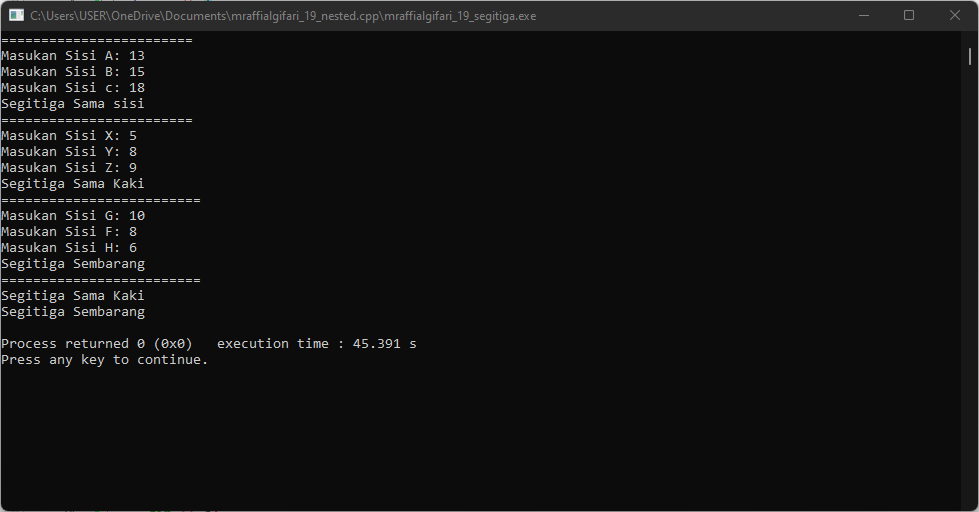 C:\Users\USER\OneDrive\Documents\mraffialgifari_19_nested.cpp\mraffialgifari_19_segitiga.exe
========================
Masukan Sisi A: 13
Masukan Sisi B: 15
Masukan Sisi c: 18
Segitiga Sama sisi
========================
Masukan Sisi X: 5
Masukan Sisi Y: 8
Masukan Sisi Z: 9
Segitiga Sama Kaki
=========================
Masukan Sisi G: 10
Masukan Sisi F: 8
Masukan Sisi H: 6
Segitiga Sembarang
=========================
Segitiga Sama Kaki
Segitiga Sembarang
Process returned 0 (0x0)   execution time : 45.391 s
Press any key to continue.